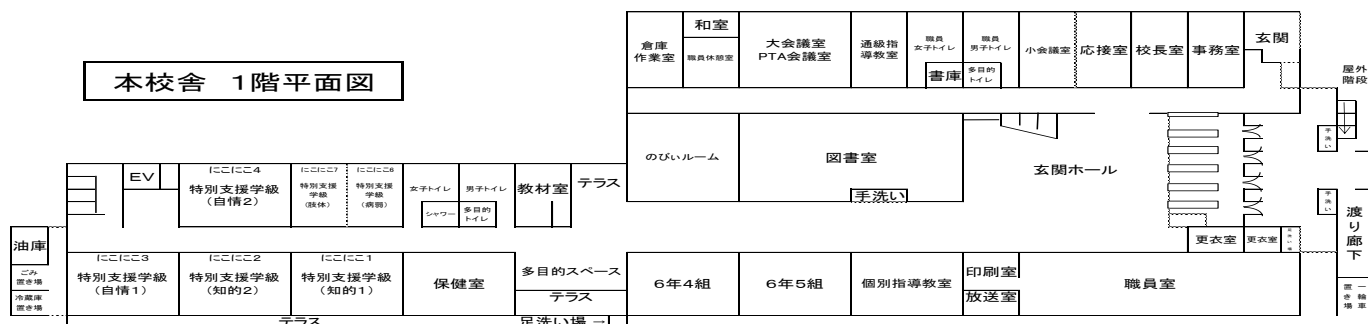 本校舎 1階平面図
倉庫
作業室
和室
職員休憩室
大会議室
PTA会議室
通級指
導教室
職員
女子トイレ
職員
男子トイレ
書庫
多目的
トイレ
小会議室
応接室
校長室
事務室
玄関
屋外
階段
のびぃルーム
図書室
手洗い
玄関ホール
手洗い
手洗い
渡り廊下
EV
にこにこ4
特別支援学級
(自情2)
にこにこ7
特別支援
学級
(肢体)
にこにこ6
特別支援
学級
(病弱)
女子トイレ
男子トイレ
シャワー
多目的
トイレ
教材室
テラス
更衣室
更衣室
油庫
ごみ
置き場
冷蔵庫
置き場
にこにこ3
特別支援学級
(自情1)
にこにこ2
特別支援学級
(知的2)
にこにこ1
特別支援学級
(知的1)
保健室
多目的スペース
テラス
6年4組
6年5組
個別指導教室
印刷室
放送室
職員室
一輪車
置き場
テラス
足洗い場→